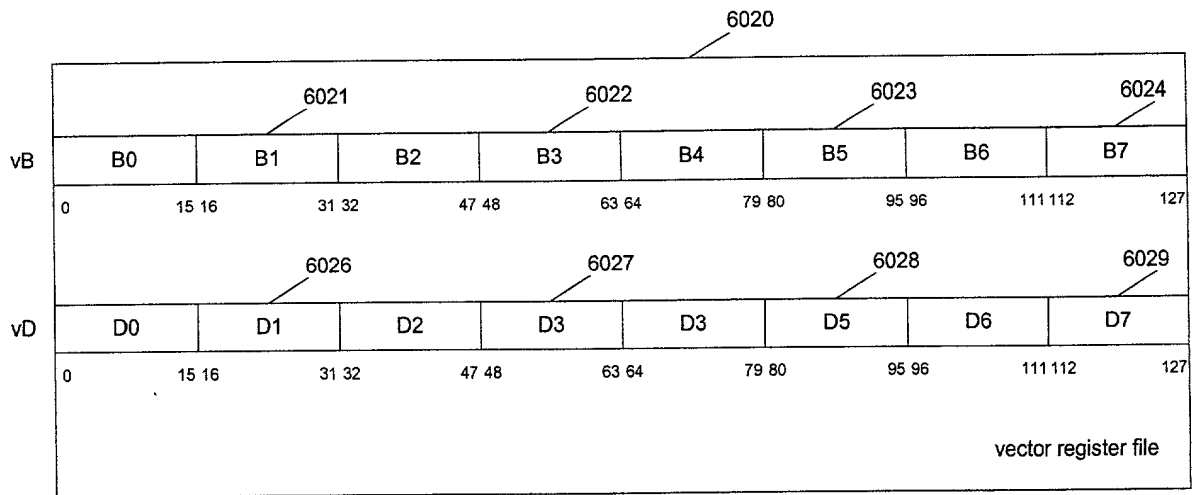 6020
6021 6022 6023 6024
vB B0 B1 B2 B3 B4 B5 B6 B7
0 15 16 31 32 47 48 63 64 79 80 95 96 111 112 127
6026 6027 6028 6029
vD D0 D1 D2 D3 D3 D5 D6 D7
0 15 16 31 32 47 48 63 64 79 80 95 96 111 112 127
vector register file